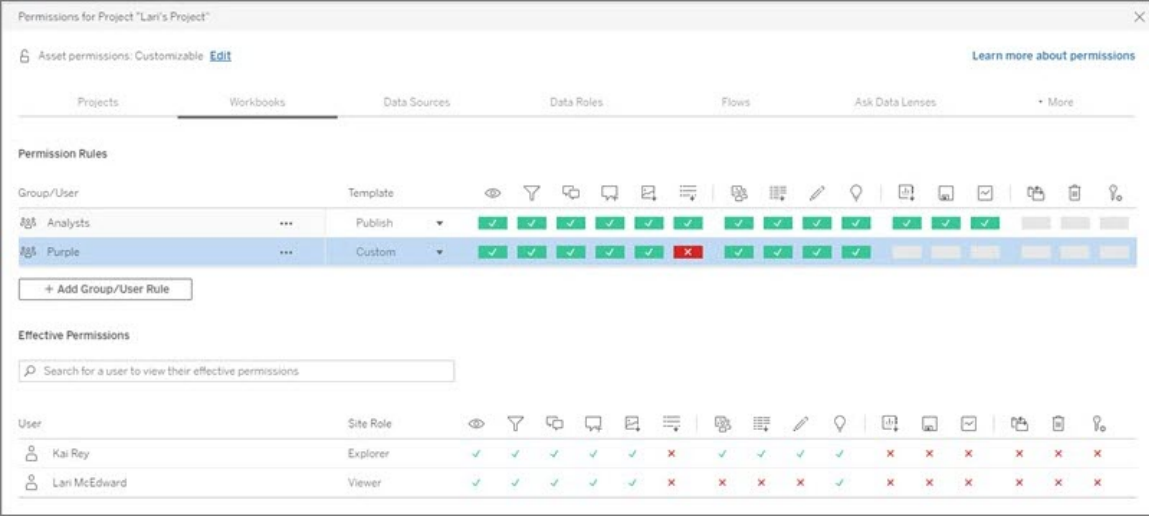 Permissions for Project "Lari's Project"
Asset permissions: Customizable Edit
Learn more about permissions
Projects Workbooks Data Sources Data Roles Flows Ask Data Lenses More
Permission Rules
Group/User Template
Analysts ••• Publish
Purple ••• Custom
+ Add Group/User Rule
Effective Permissions
Search for a user to view their effective permissions
User Site Role
Kai Rey Explorer
Lari McEdward Viewer